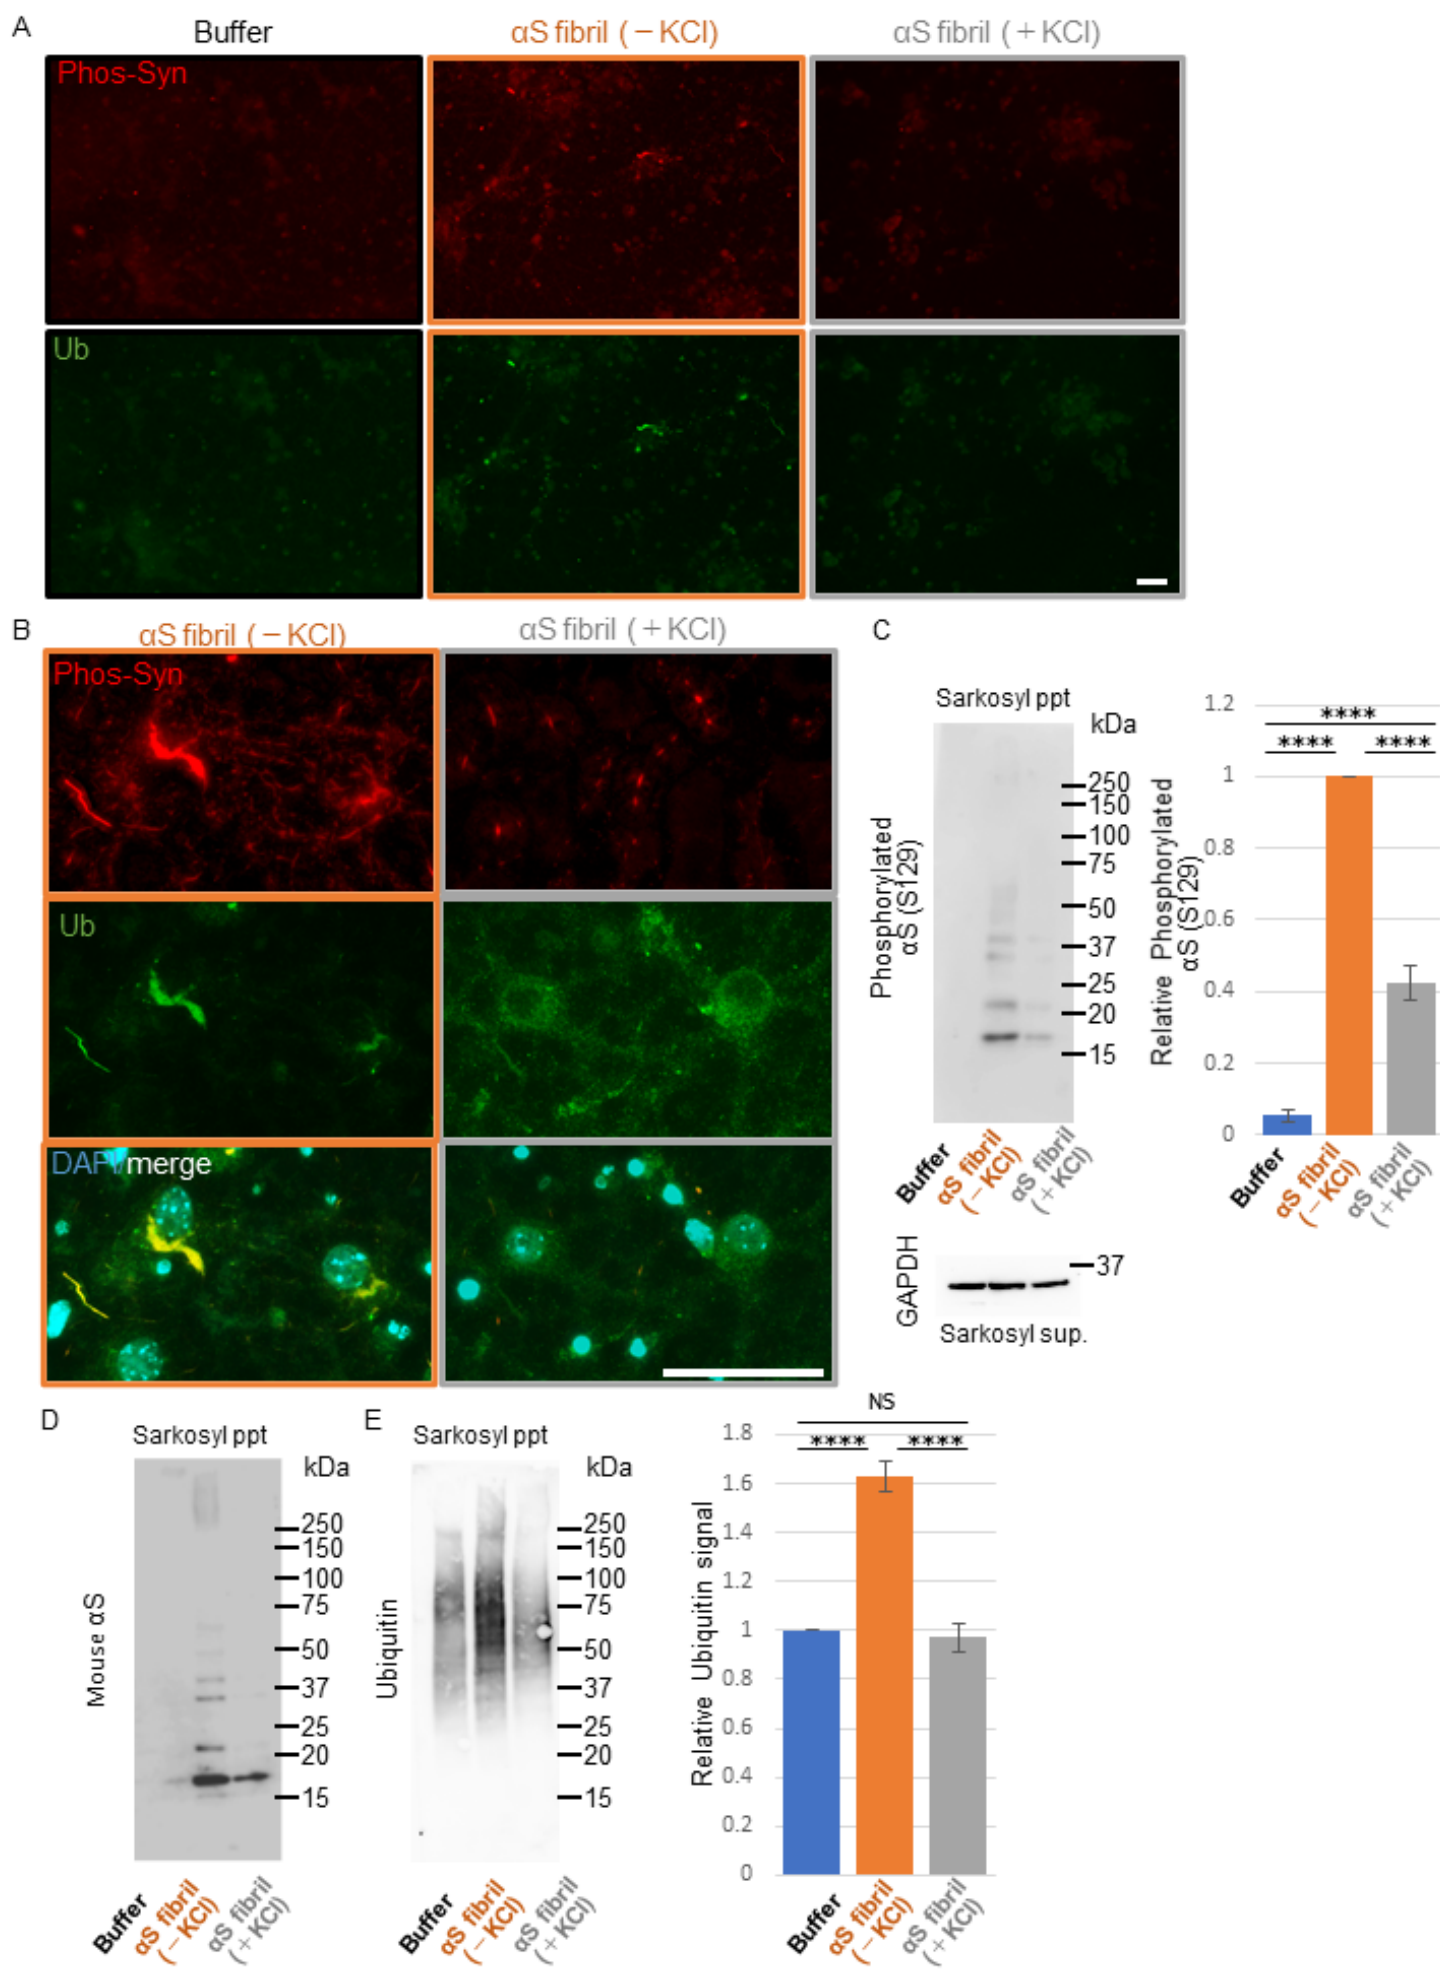 A
Buffer
αS fibril (－KCl)
αS fibril (＋KCl)
Phos-Syn
Ub
B
αS fibril (－KCl)
αS fibril (＋KCl)
Phos-Syn
Ub
DAPI/merge
C
Sarkosyl ppt
kDa
250
150
100
75
50
37
25
20
15
Phosphorylated
αS (S129)
Buffer
αS fibril
(－KCl)
αS fibril
(＋KCl)
GAPDH
37
Sarkosyl sup.
Relative Phosphorylated
αS (S129)
1.2
1
0.8
0.6
0.4
0.2
0
****
**** ****
Buffer
αS fibril
(－KCl)
αS fibril
(＋KCl)
D
Sarkosyl ppt
kDa
250
150
100
75
50
37
25
20
15
Mouse αS
Buffer
αS fibril
(－KCl)
αS fibril
(＋KCl)
E
Sarkosyl ppt
kDa
250
150
100
75
50
37
25
20
15
Ubiquitin
Buffer
αS fibril
(－KCl)
αS fibril
(＋KCl)
Relative Ubiquitin signal
1.8
1.6
1.4
1.2
1
0.8
0.6
0.4
0.2
0
NS
**** ****
Buffer
αS fibril
(－KCl)
αS fibril
(＋KCl)